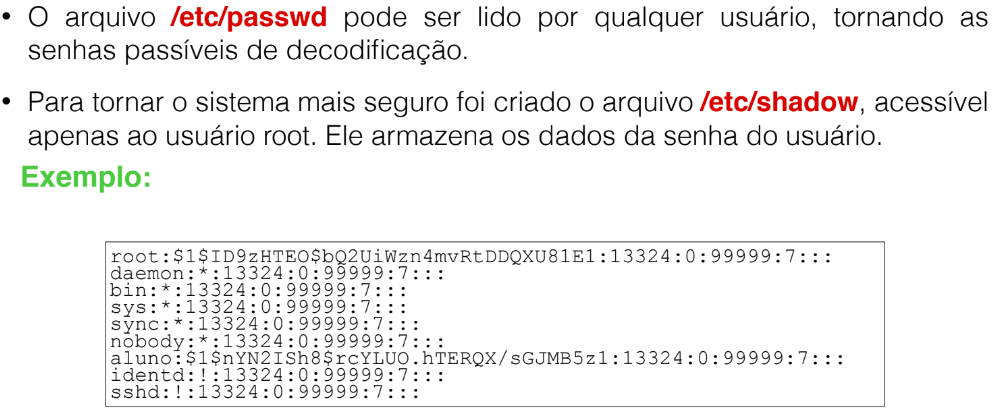 • O arquivo /etc/passwd pode ser lido por qualquer usuário, tornando as
senhas passíveis de decodificação.
• Para tornar o sistema mais seguro foi criado o arquivo /etc/shadow, acessível
apenas ao usuário root. Ele armazena os dados da senha do usuário.
Exemplo:
root:$1$ID9zHTEO$bQ2UiWzn4mvRtDDQXU81E1:13324:0:99999:7:::
daemon:*:13324:0:99999:7:::
bin:*:13324:0:99999:7:::
sys:*:13324:0:99999:7:::
sync:*:13324:0:99999:7:::
nobody:*:13324:0:99999:7:::
aluno:$1$nYN2ISh8$rcYLUO.hTERQX/sGJMB5z1:13324:0:99999:7:::
identd:!:13324:0:99999:7:::
sshd:!:13324:0:99999:7:::